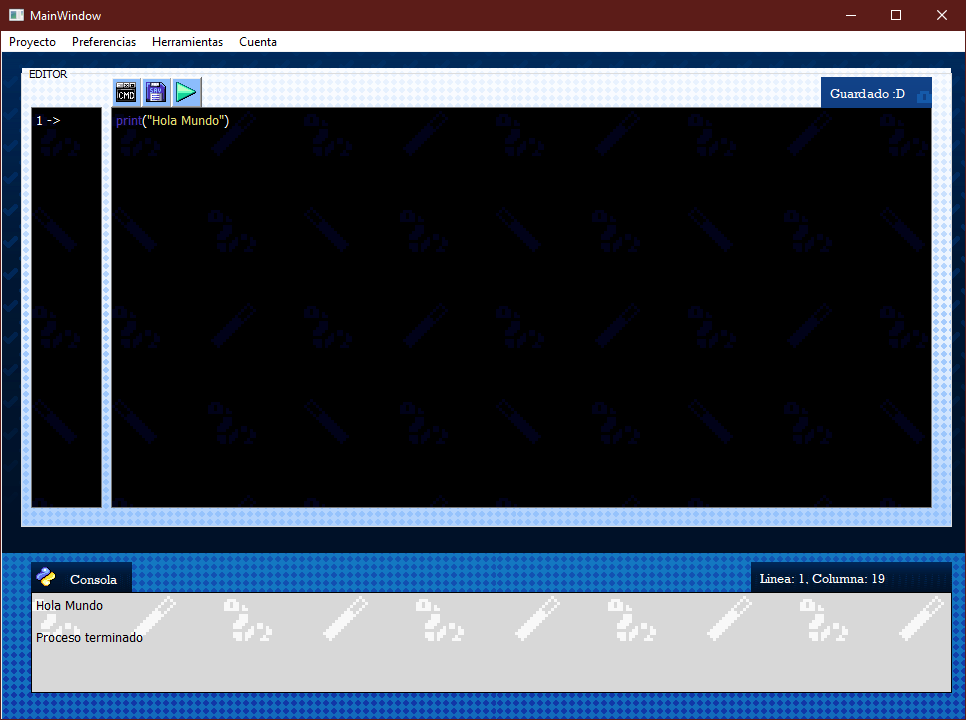 MainWindow
Proyecto Preferencias Herramientas Cuenta
EDITOR
CMD SAV
Guardado :D
1 -> print("Hola Mundo")
Consola
Linea: 1, Columna: 19
Hola Mundo
Proceso terminado